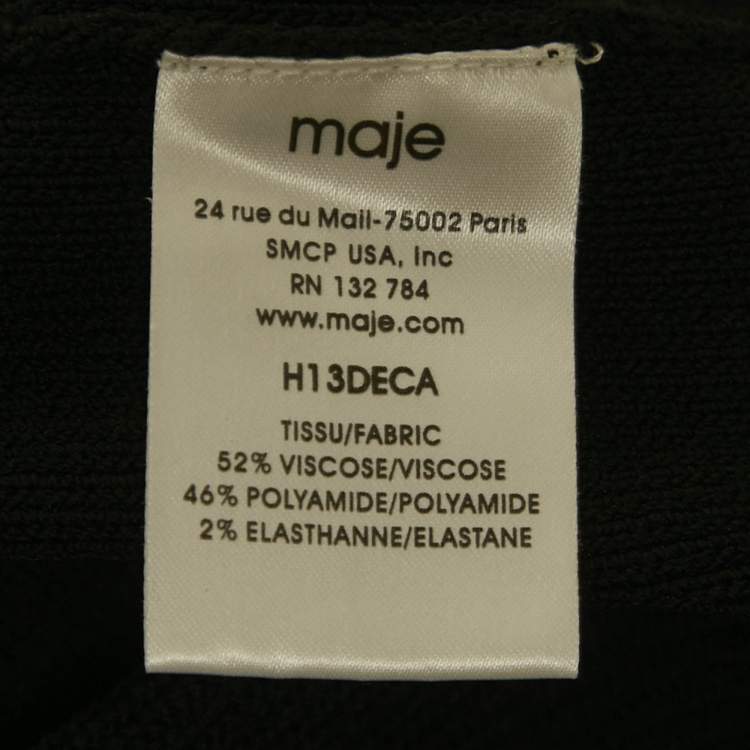 maje
24 rue du Mail-75002 Paris
SMCP USA, Inc
RN 132 784
www.maje.com
H13DECA
TISSU/FABRIC
52% VISCOSE/VISCOSE
46% POLYAMIDE/POLYAMIDE
2% ELASTHANNE/ELASTANE